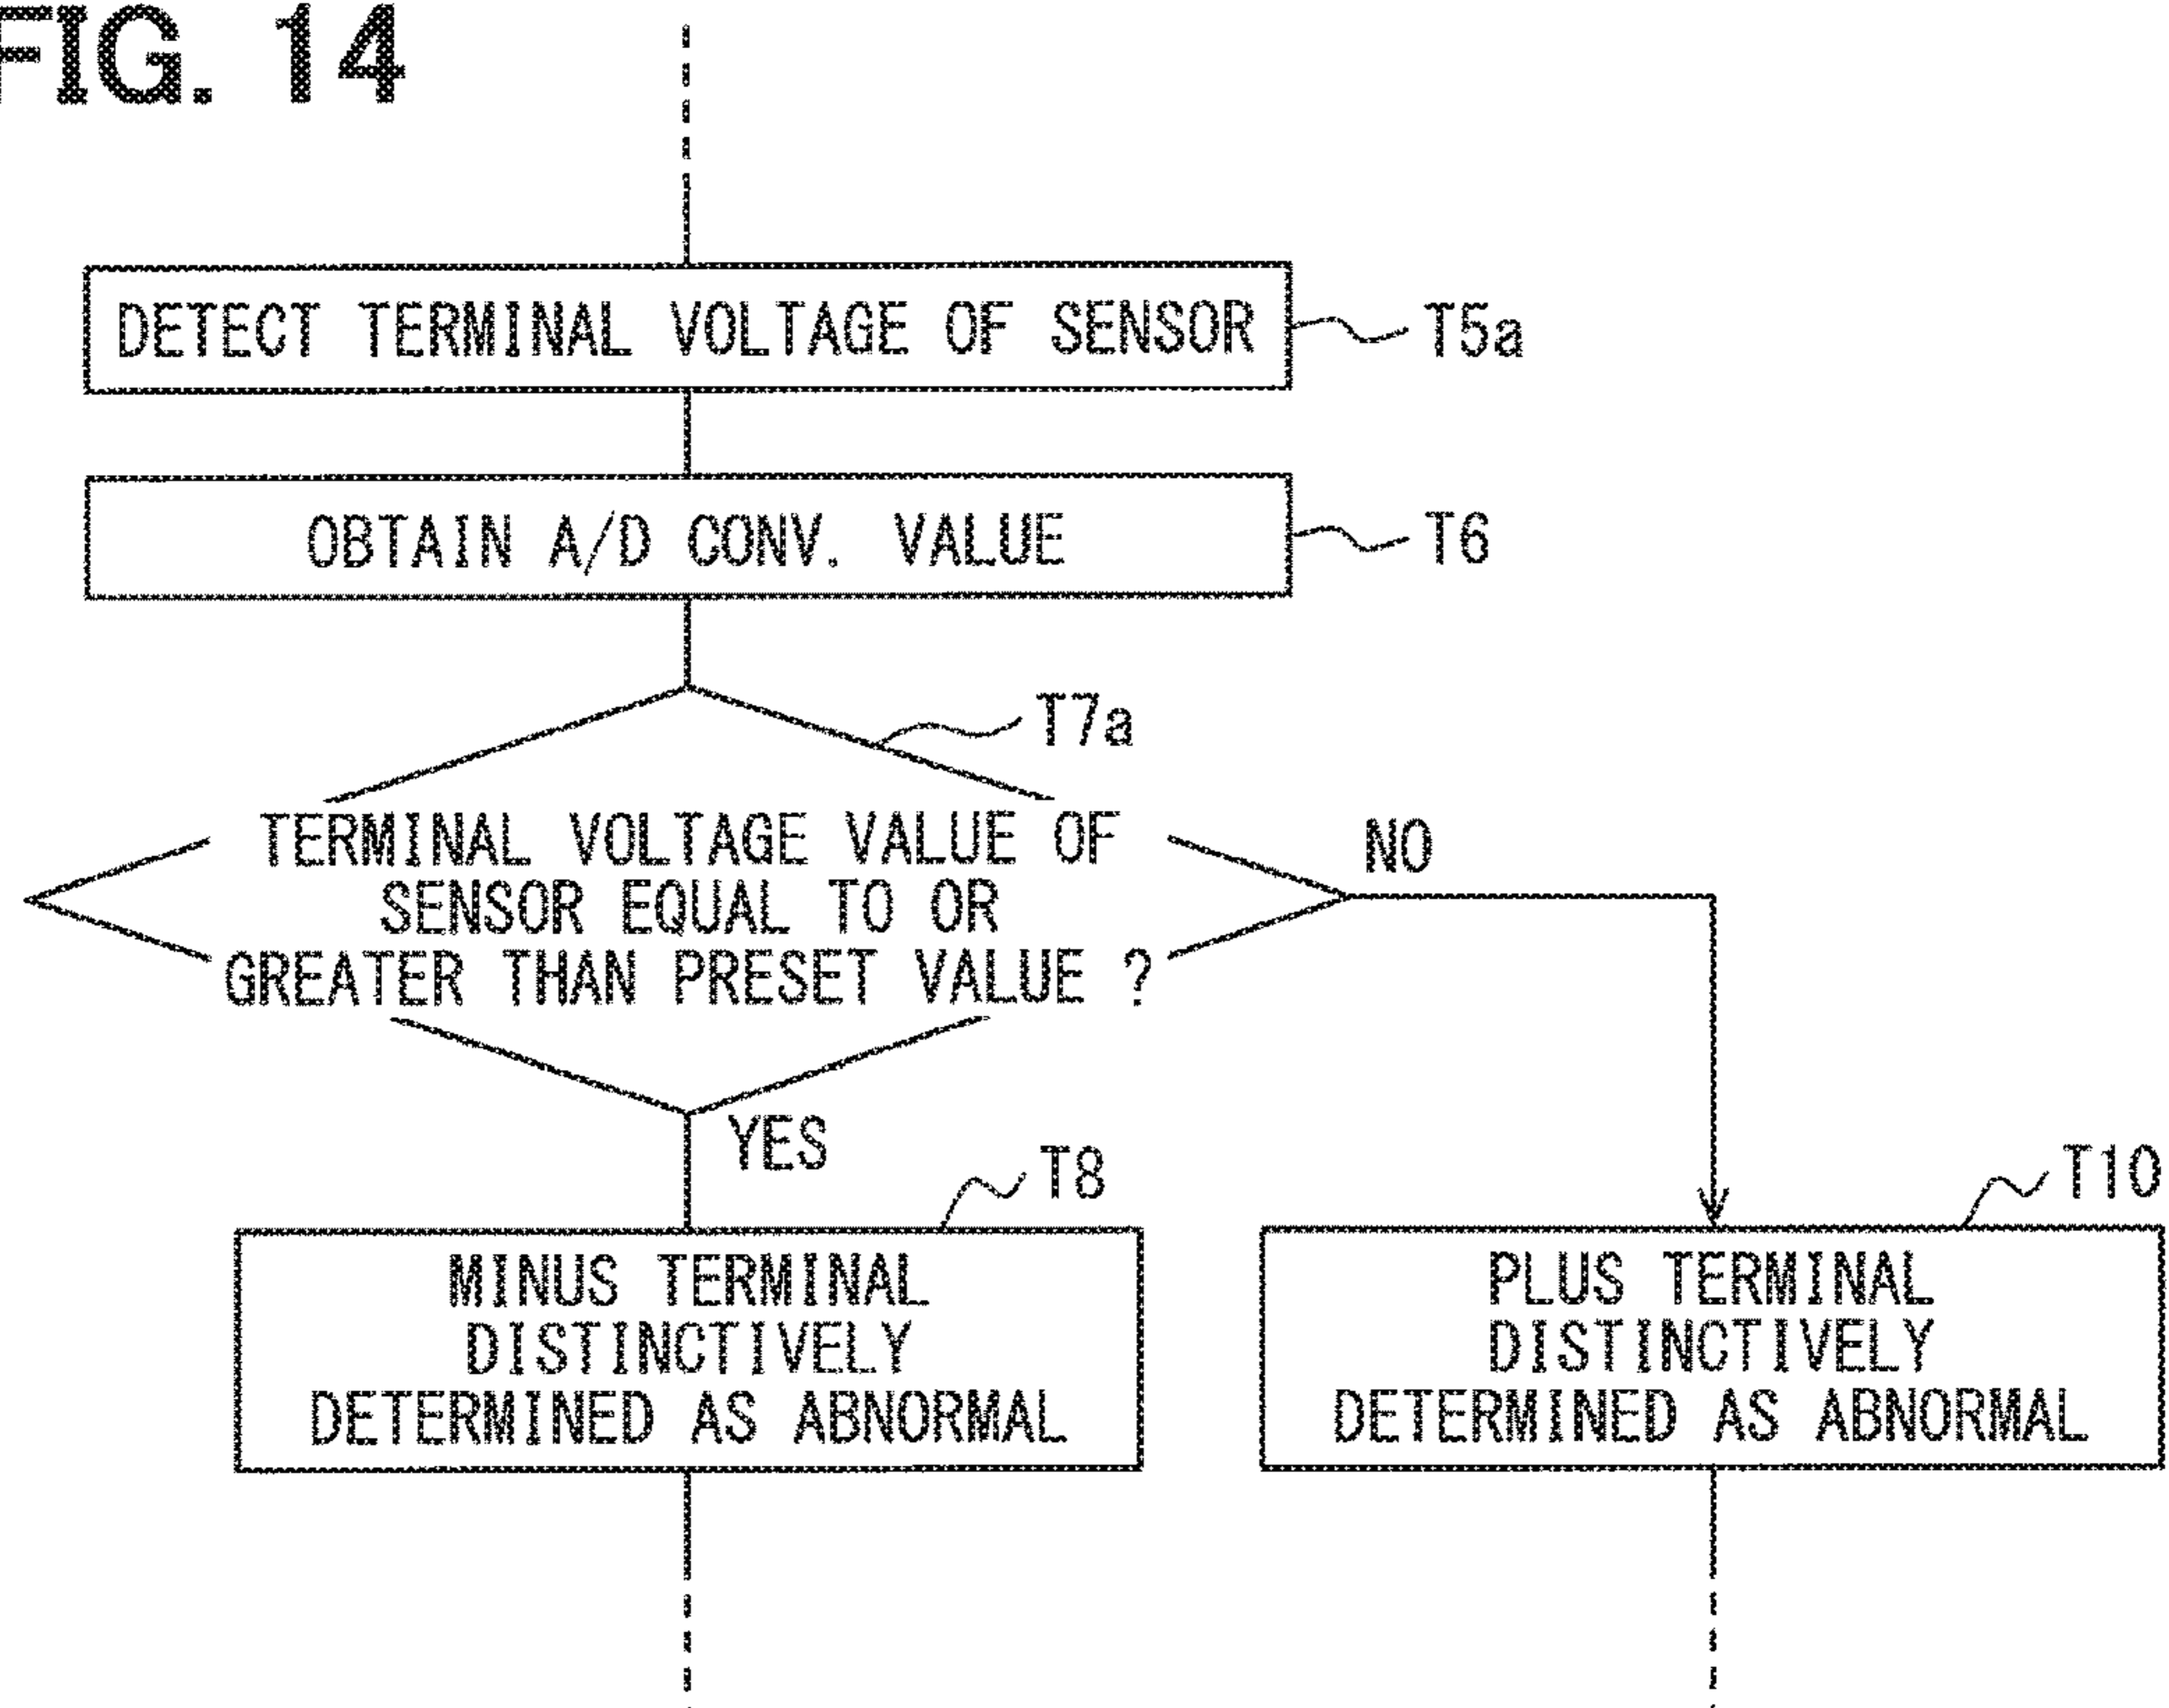 FIG. 14
DETECT TERMINAL VOLTAGE OF SENSOR
T5a
OBTAIN A/D CONV. VALUE
T6
T7a
TERMINAL VOLTAGE VALUE OF
SENSOR EQUAL TO OR
GREATER THAN PRESET VALUE ?
NO
YES
T8
MINUS TERMINAL
DISTINCTIVELY
DETERMINED AS ABNORMAL
T10
PLUS TERMINAL
DISTINCTIVELY
DETERMINED AS ABNORMAL